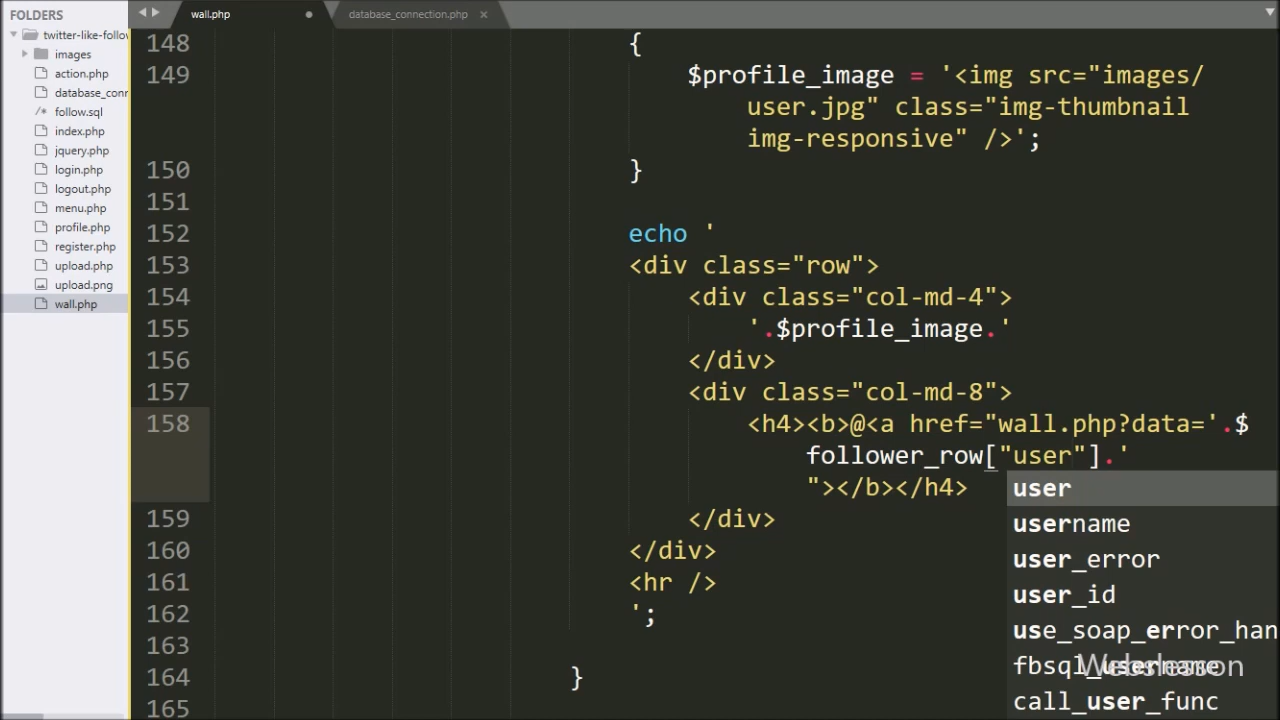 FOLDERS
twitter-like-follow
images
action.php
database_conn
follow.sql
index.php
jquery.php
login.php
logout.php
menu.php
profile.php
register.php
upload.php
upload.png
wall.php
wall.php
database_connection.php
148 {
149 $profile_image = '<img src="images/
user.jpg" class="img-thumbnail
img-responsive" />';
150 }
151
152 echo '
153 <div class="row">
154 <div class="col-md-4">
155 '.$profile_image.'
156 </div>
157 <div class="col-md-8">
158 <h4><b>@<a href="wall.php?data='.$
follower_row["user"].'
"></b></h4>
159 </div>
160 </div>
161 <hr />
162 ';
163
164 }
165
user
username
user_error
user_id
use_soap_error_han
fbsql_username
call_user_func
Webslesson